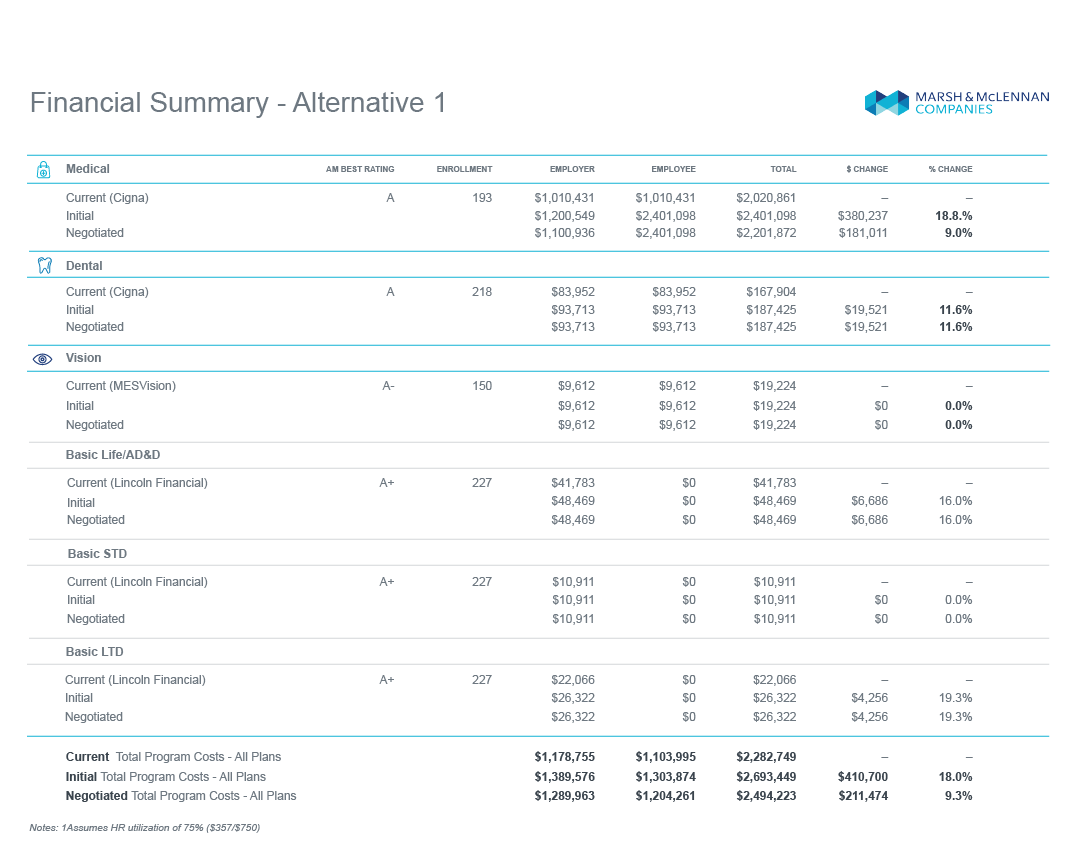 Financial Summary - Alternative 1
MARSH & McLENNAN
COMPANIES
Medical AM BEST RATING ENROLLMENT EMPLOYER EMPLOYEE TOTAL $ CHANGE % CHANGE
Current (Cigna) A 193 $1,010,431 $1,010,431 $2,020,861 – –
Initial $1,200,549 $2,401,098 $2,401,098 $380,237 18.8.%
Negotiated $1,100,936 $2,401,098 $2,201,872 $181,011 9.0%
Dental
Current (Cigna) A 218 $83,952 $83,952 $167,904 – –
Initial $93,713 $93,713 $187,425 $19,521 11.6%
Negotiated $93,713 $93,713 $187,425 $19,521 11.6%
Vision
Current (MESVision) A- 150 $9,612 $9,612 $19,224 – –
Initial $9,612 $9,612 $19,224 $0 0.0%
Negotiated $9,612 $9,612 $19,224 $0 0.0%
Basic Life/AD&D
Current (Lincoln Financial) A+ 227 $41,783 $0 $41,783 – –
Initial $48,469 $0 $48,469 $6,686 16.0%
Negotiated $48,469 $0 $48,469 $6,686 16.0%
Basic STD
Current (Lincoln Financial) A+ 227 $10,911 $0 $10,911 – –
Initial $10,911 $0 $10,911 $0 0.0%
Negotiated $10,911 $0 $10,911 $0 0.0%
Basic LTD
Current (Lincoln Financial) A+ 227 $22,066 $0 $22,066 – –
Initial $26,322 $0 $26,322 $4,256 19.3%
Negotiated $26,322 $0 $26,322 $4,256 19.3%
Current Total Program Costs - All Plans $1,178,755 $1,103,995 $2,282,749 – –
Initial Total Program Costs - All Plans $1,389,576 $1,303,874 $2,693,449 $410,700 18.0%
Negotiated Total Program Costs - All Plans $1,289,963 $1,204,261 $2,494,223 $211,474 9.3%
Notes: 1Assumes HR utilization of 75% ($357/$750)